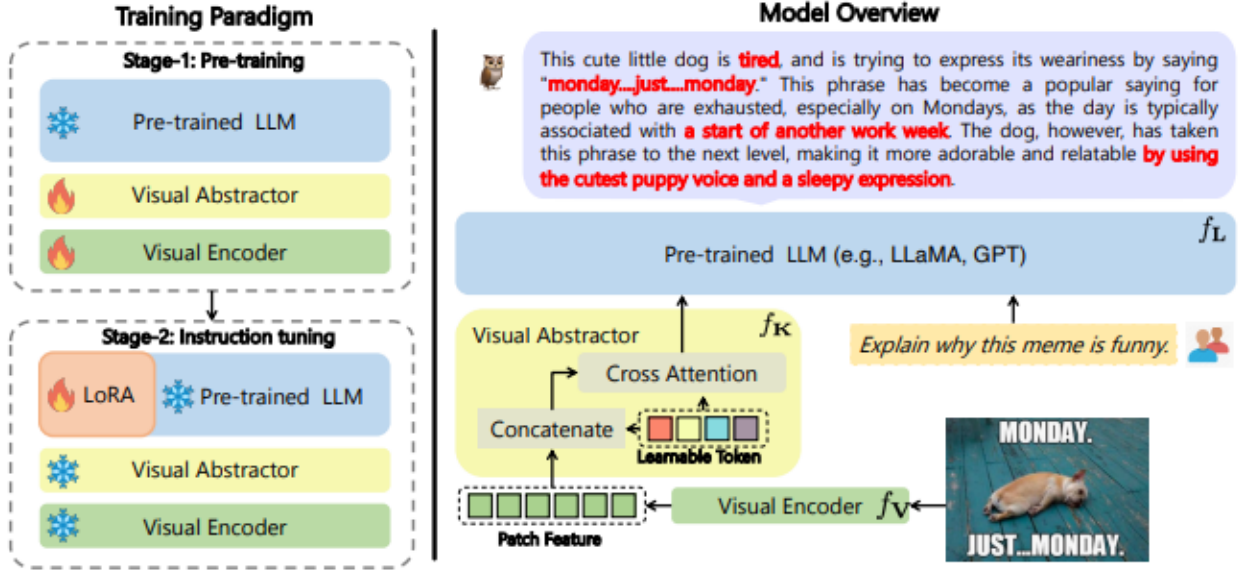 Training Paradigm
Stage-1: Pre-training
Pre-trained LLM
Visual Abstractor
Visual Encoder
Stage-2: Instruction tuning
LoRA
Pre-trained LLM
Visual Abstractor
Visual Encoder
Model Overview
This cute little dog is tired, and is trying to express its weariness by saying
"monday....just....monday." This phrase has become a popular saying for
people who are exhausted, especially on Mondays, as the day is typically
associated with a start of another work week. The dog, however, has taken
this phrase to the next level, making it more adorable and relatable by using
the cutest puppy voice and a sleepy expression.
Pre-trained LLM (e.g., LLaMA, GPT)
fL
Visual Abstractor
fK
Cross Attention
Concatenate
Learnable Token
Explain why this meme is funny.
Patch Feature
Visual Encoder fV
MONDAY.
JUST...MONDAY.